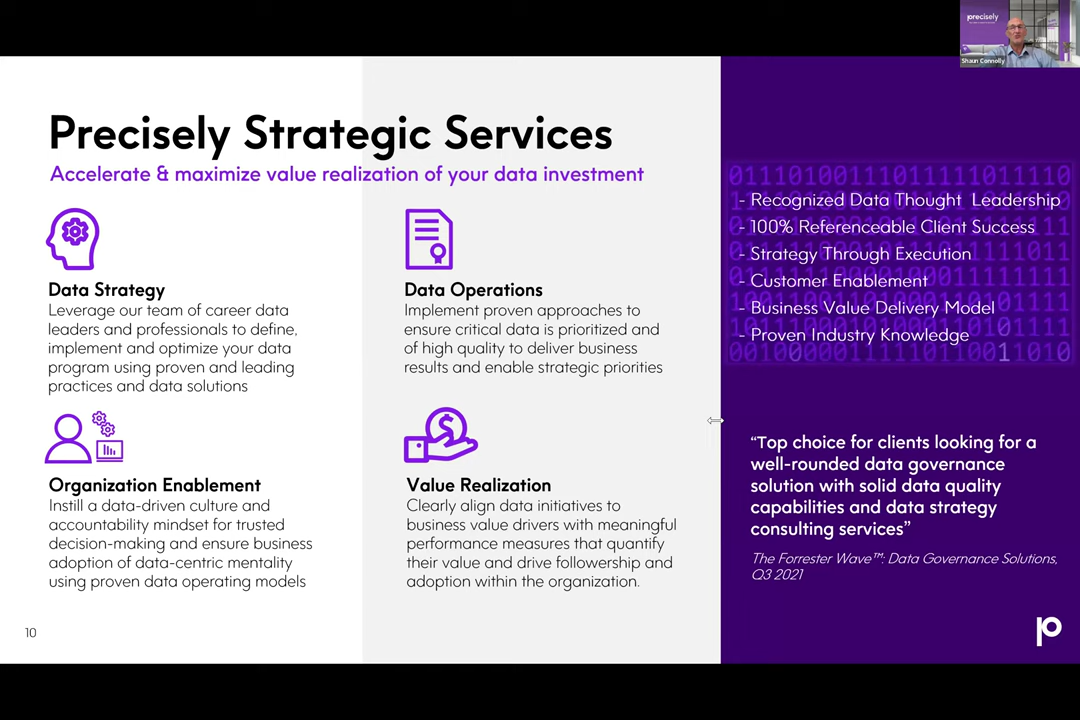 precisely
Shaun Connolly
Precisely Strategic Services
Accelerate & maximize value realization of your data investment
Data Strategy
Leverage our team of career data
leaders and professionals to define,
implement and optimize your data
program using proven and leading
practices and data solutions
Data Operations
Implement proven approaches to
ensure critical data is prioritized and
of high quality to deliver business
results and enable strategic priorities
Organization Enablement
Instill a data-driven culture and
accountability mindset for trusted
decision-making and ensure business
adoption of data-centric mentality
using proven data operating models
Value Realization
Clearly align data initiatives to
business value drivers with meaningful
performance measures that quantify
their value and drive followership and
adoption within the organization.
- Recognized Data Thought Leadership
- 100% Referenceable Client Success
- Strategy Through Execution
- Customer Enablement
- Business Value Delivery Model
- Proven Industry Knowledge
“Top choice for clients looking for a
well-rounded data governance
solution with solid data quality
capabilities and data strategy
consulting services”
The Forrester Wave™: Data Governance Solutions,
Q3 2021
10